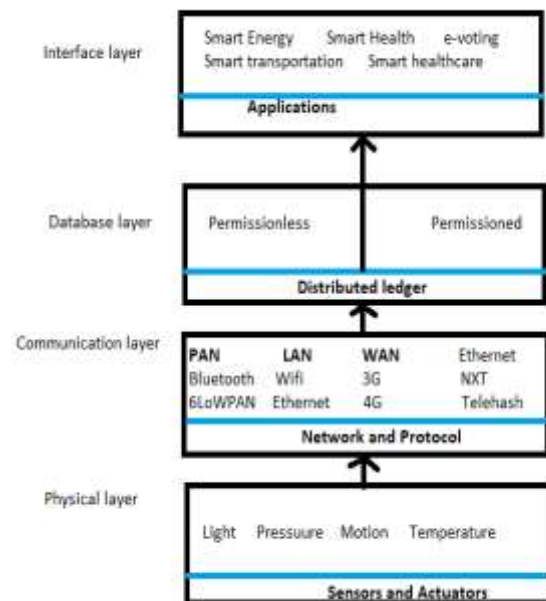 Interface layer
Smart Energy Smart Health e-voting
Smart transportation Smart healthcare
Applications
Database layer
Permissionless Permissioned
Distributed ledger
Communication layer
PAN LAN WAN Ethernet
Bluetooth Wifi 3G NXT
6LoWPAN Ethernet 4G Telehash
Network and Protocol
Physical layer
Light Pressuure Motion Temperature
Sensors and Actuators